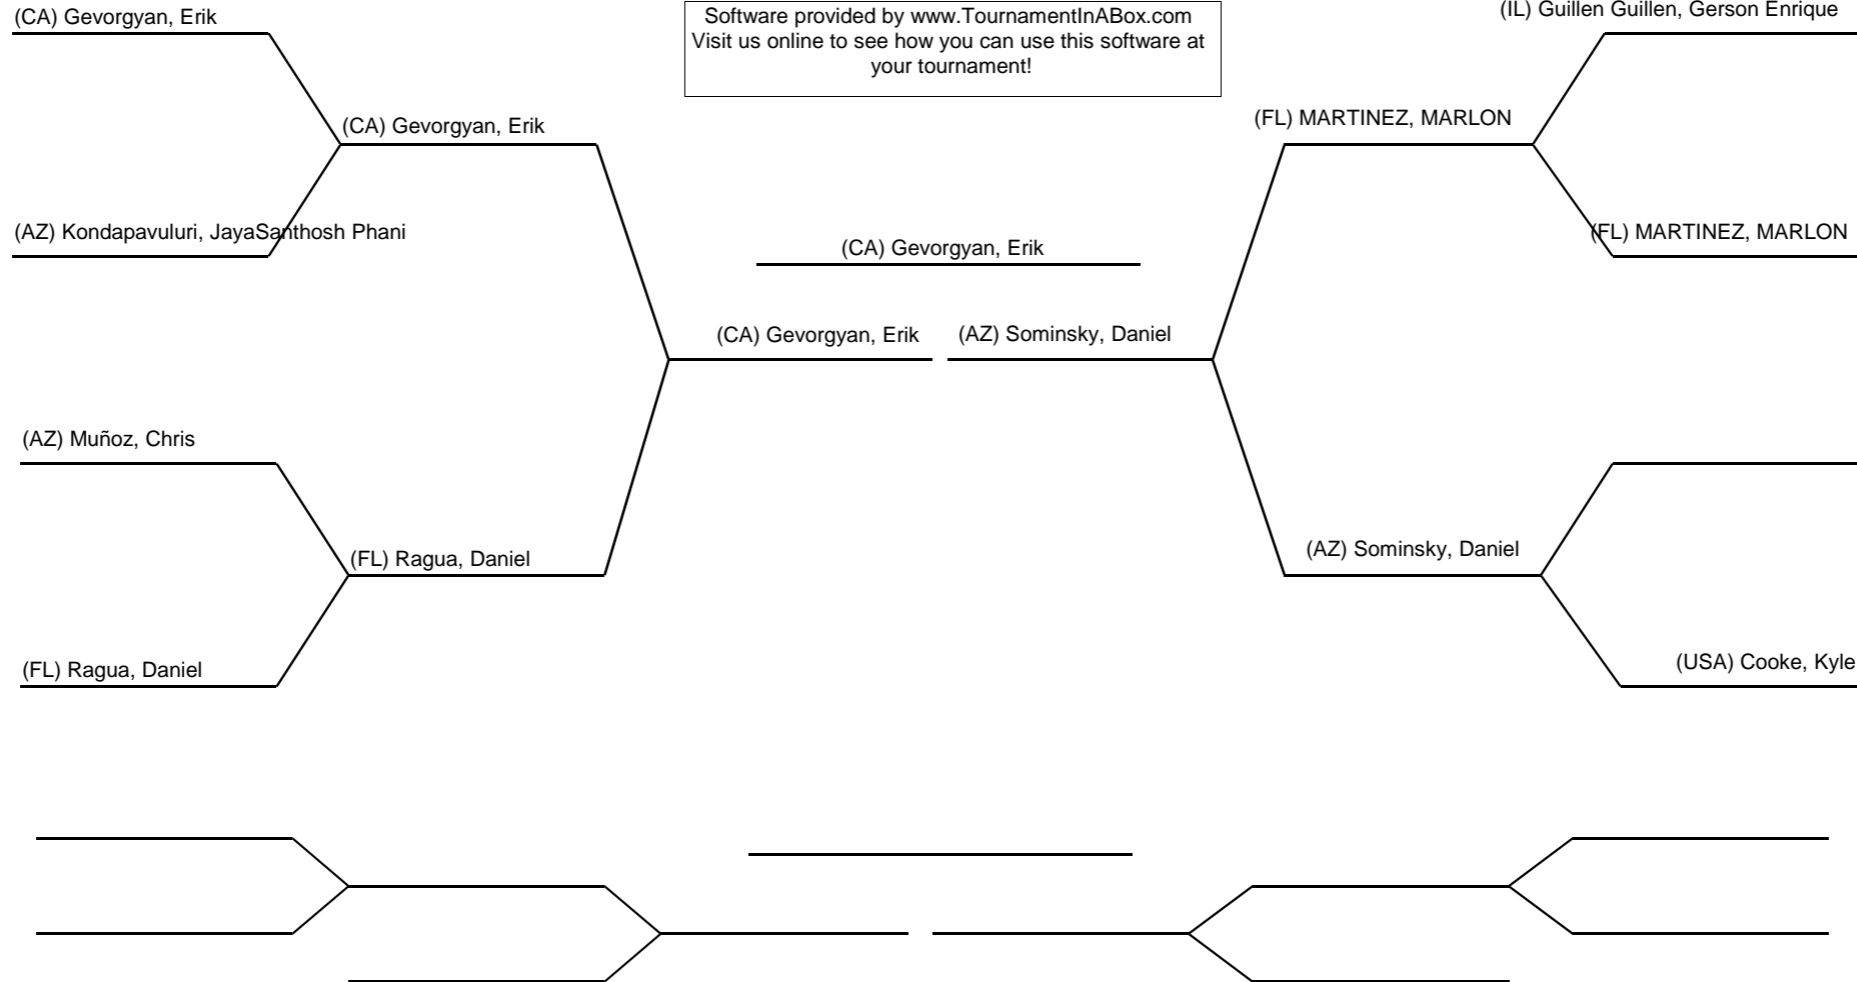 (CA) Gevorgyan, Erik
Software provided by www.TournamentInABox.com
Visit us online to see how you can use this software at
your tournament!
(IL) Guillen Guillen, Gerson Enrique
(CA) Gevorgyan, Erik
(FL) MARTINEZ, MARLON
(AZ) Kondapavuluri, JayaSanthosh Phani
(FL) MARTINEZ, MARLON
(CA) Gevorgyan, Erik
(CA) Gevorgyan, Erik
(AZ) Sominsky, Daniel
(AZ) Muñoz, Chris
(FL) Ragua, Daniel
(AZ) Sominsky, Daniel
(FL) Ragua, Daniel
(USA) Cooke, Kyle